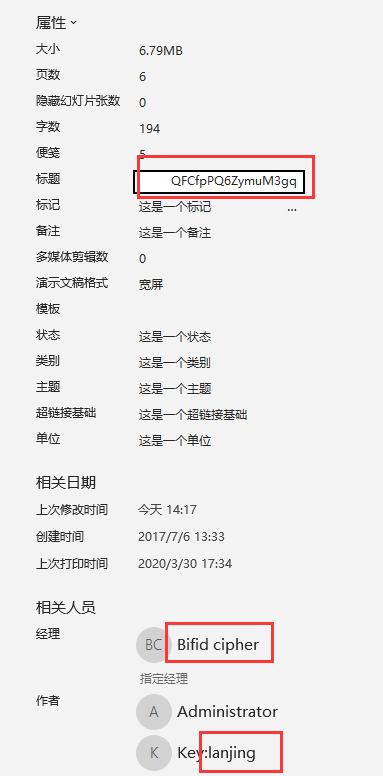 属性
大小 6.79MB
页数 6
隐藏幻灯片张数 0
字数 194
便笺 5
标题 QFCfpPQ6ZymuM3gq
标记 这是一个标记 ...
备注 这是一个备注
多媒体剪辑数 0
演示文稿格式 宽屏
模板
状态 这是一个状态
类别 这是一个类别
主题 这是一个主题
超链接基础 这是一个超链接基础
单位 这是一个单位
相关日期
上次修改时间 今天 14:17
创建时间 2017/7/6 13:33
上次打印时间 2020/3/30 17:34
相关人员
经理 BC Bifid cipher
指定经理
作者 A Administrator
K Key:lanjing